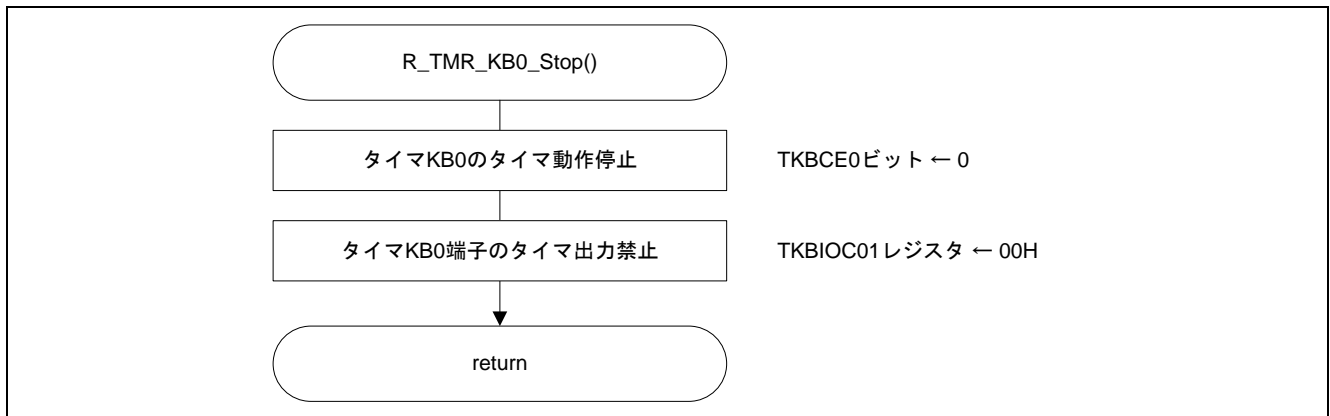 R_TMR_KB0_Stop()
タイマKB0のタイマ動作停止
TKBCE0ビット ← 0
タイマKB0端子のタイマ出力禁止
TKBIOC01レジスタ ← 00H
return